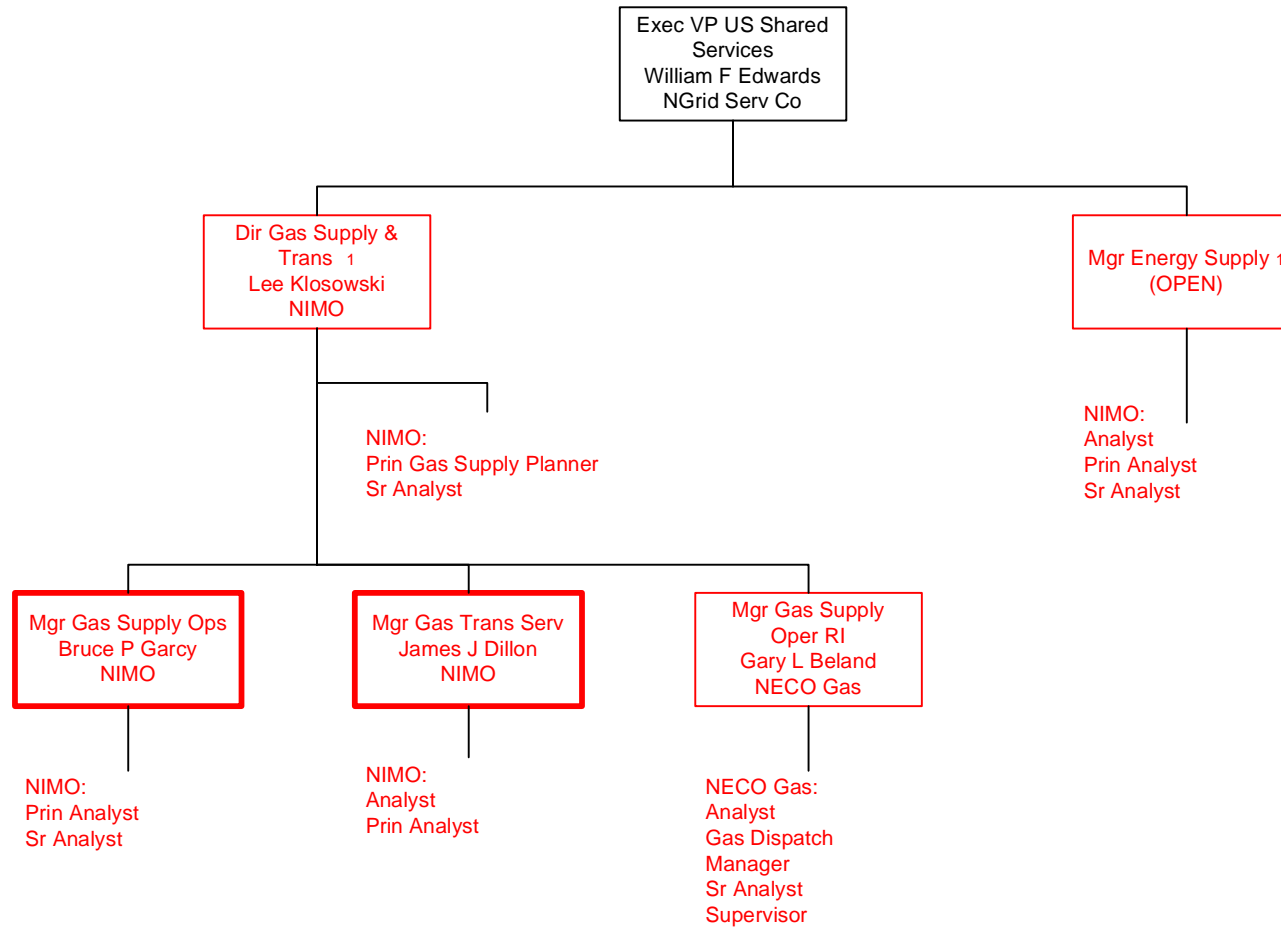 Exec VP US Shared
Services
William F Edwards
NGrid Serv Co
Dir Gas Supply &
Trans 1
Lee Klosowski
NIMO
Mgr Energy Supply 1
(OPEN)
NIMO:
Prin Gas Supply Planner
Sr Analyst
NIMO:
Analyst
Prin Analyst
Sr Analyst
Mgr Gas Supply Ops
Bruce P Garcy
NIMO
Mgr Gas Trans Serv
James J Dillon
NIMO
Mgr Gas Supply
Oper RI
Gary L Beland
NECO Gas
NIMO:
Prin Analyst
Sr Analyst
NIMO:
Analyst
Prin Analyst
NECO Gas:
Analyst
Gas Dispatch
Manager
Sr Analyst
Supervisor